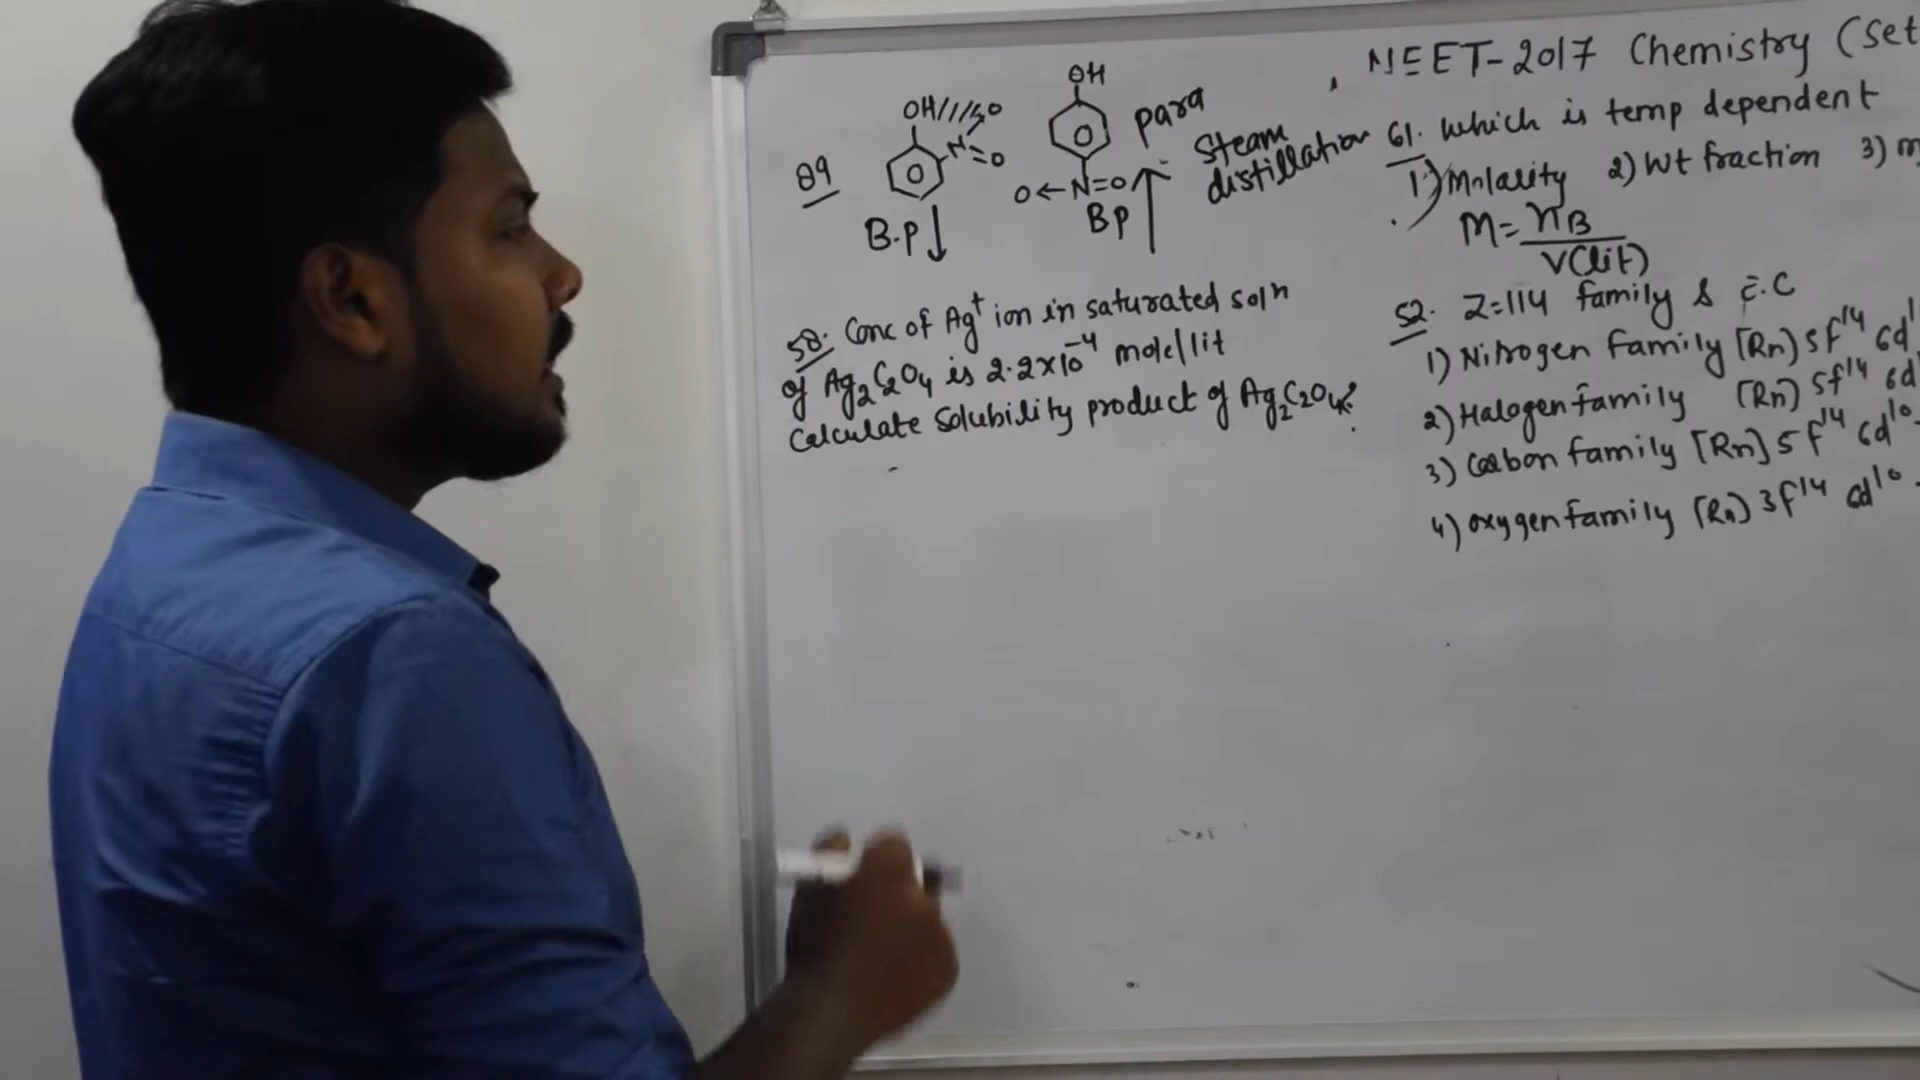 NEET-2017 Chemistry (Set
89
OH////O
N=O
B.P↓
OH
para
O←N=O
BP↑
Steam
distillation
58. Conc of Ag⁺ ion in saturated solⁿ
of Ag₂C₂O₄ is 2.2×10⁻⁴ mole/lit
Calculate Solubility product of Ag₂C₂O₄?
61. which is temp dependent
1) Molarity 2) Wt fraction 3) m
M=nB
V(lit)
52. Z=114 family & E.C
1) Nitrogen Family [Rn] 5f¹⁴ 6d¹
2) Halogen family [Rn] 5f¹⁴ 6d
3) Carbon family [Rn] 5f¹⁴ 6d¹⁰
4) Oxygen family [Rn] 3f¹⁴ 6d¹⁰